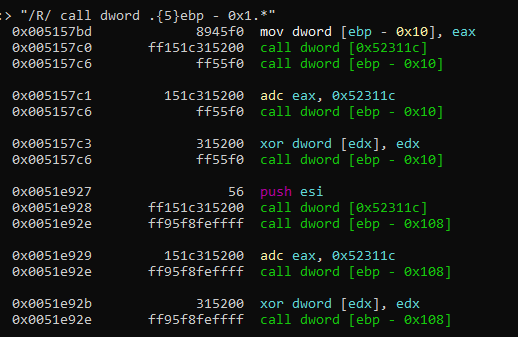 :> "/R/ call dword .{5}ebp - 0x1.*"
0x005157bd 8945f0 mov dword [ebp - 0x10], eax
0x005157c0 ff151c315200 call dword [0x52311c]
0x005157c6 ff55f0 call dword [ebp - 0x10]
0x005157c1 151c315200 adc eax, 0x52311c
0x005157c6 ff55f0 call dword [ebp - 0x10]
0x005157c3 315200 xor dword [edx], edx
0x005157c6 ff55f0 call dword [ebp - 0x10]
0x0051e927 56 push esi
0x0051e928 ff151c315200 call dword [0x52311c]
0x0051e92e ff95f8feffff call dword [ebp - 0x108]
0x0051e929 151c315200 adc eax, 0x52311c
0x0051e92e ff95f8feffff call dword [ebp - 0x108]
0x0051e92b 315200 xor dword [edx], edx
0x0051e92e ff95f8feffff call dword [ebp - 0x108]